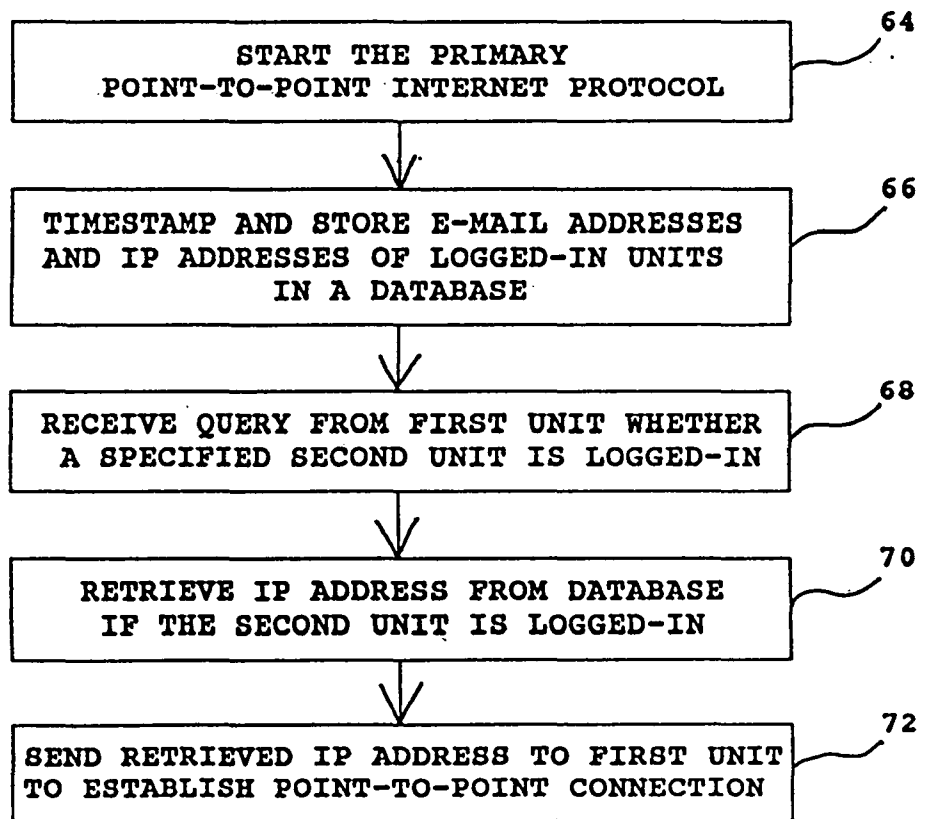 64
START THE PRIMARY
POINT-TO-POINT INTERNET PROTOCOL
66
TIMESTAMP AND STORE E-MAIL ADDRESSES
AND IP ADDRESSES OF LOGGED-IN UNITS
IN A DATABASE
68
RECEIVE QUERY FROM FIRST UNIT WHETHER
A SPECIFIED SECOND UNIT IS LOGGED-IN
70
RETRIEVE IP ADDRESS FROM DATABASE
IF THE SECOND UNIT IS LOGGED-IN
72
SEND RETRIEVED IP ADDRESS TO FIRST UNIT
TO ESTABLISH POINT-TO-POINT CONNECTION